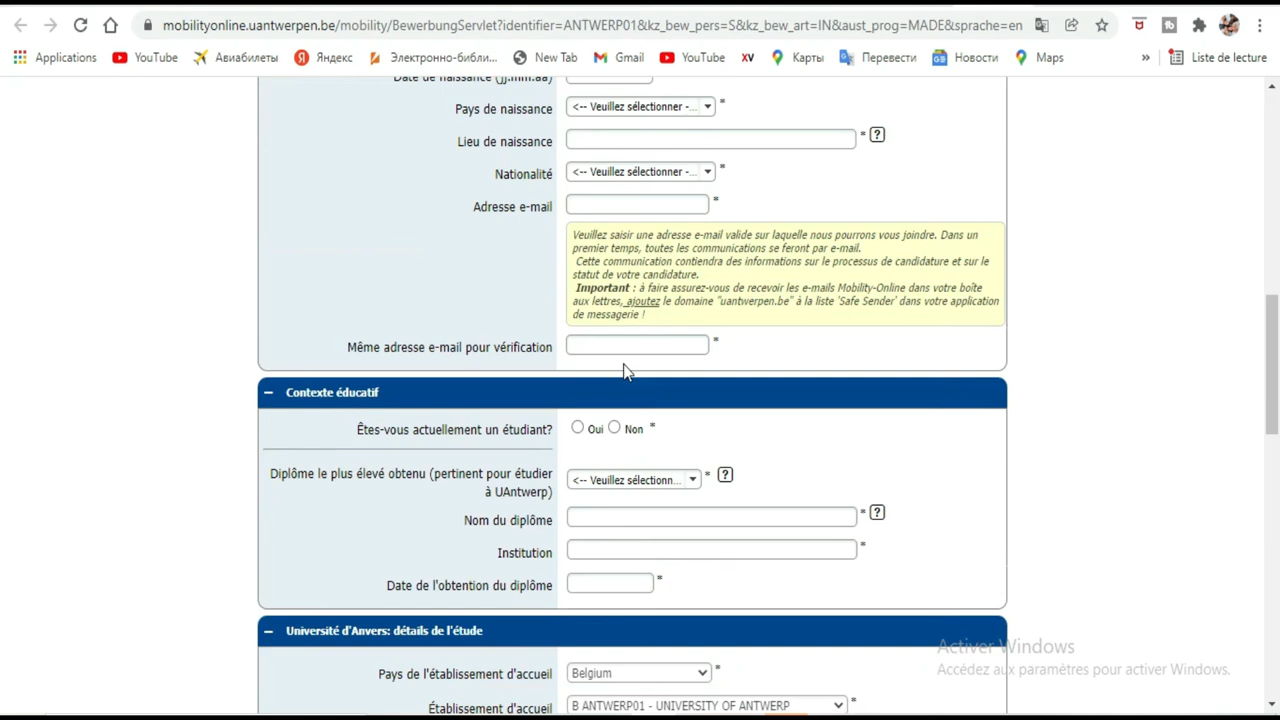 mobilityonline.uantwerpen.be/mobility/BewerbungServlet?identifier=ANTWERP01&kz_bew_pers=S&kz_bew_art=IN&aust_prog=MADE&sprache=en
Applications YouTube Авиабилеты Яндекс Электронно-библи... New Tab Gmail YouTube XV Карты Перевести Новости Maps » Liste de lecture
Date de naissance (jj.mm.aa)
Pays de naissance <-- Veuillez sélectionner -... *
Lieu de naissance * ?
Nationalité <-- Veuillez sélectionner -... *
Adresse e-mail *
Veuillez saisir une adresse e-mail valide sur laquelle nous pourrons vous joindre. Dans un
premier temps, toutes les communications se feront par e-mail.
Cette communication contiendra des informations sur le processus de candidature et sur le
statut de votre candidature.
Important : à faire assurez-vous de recevoir les e-mails Mobility-Online dans votre boîte
aux lettres, ajoutez le domaine "uantwerpen.be" à la liste 'Safe Sender' dans votre application
de messagerie !
Même adresse e-mail pour vérification *
Contexte éducatif
Êtes-vous actuellement un étudiant? Oui Non *
Diplôme le plus élevé obtenu (pertinent pour étudier
à UAntwerp) <-- Veuillez sélectionn... * ?
Nom du diplôme * ?
Institution *
Date de l'obtention du diplôme *
Université d'Anvers: détails de l'étude
Activer Windows
Accédez aux paramètres pour activer Windows.
Pays de l'établissement d'accueil Belgium *
Établissement d'accueil B ANTWERP01 - UNIVERSITY OF ANTWERP *